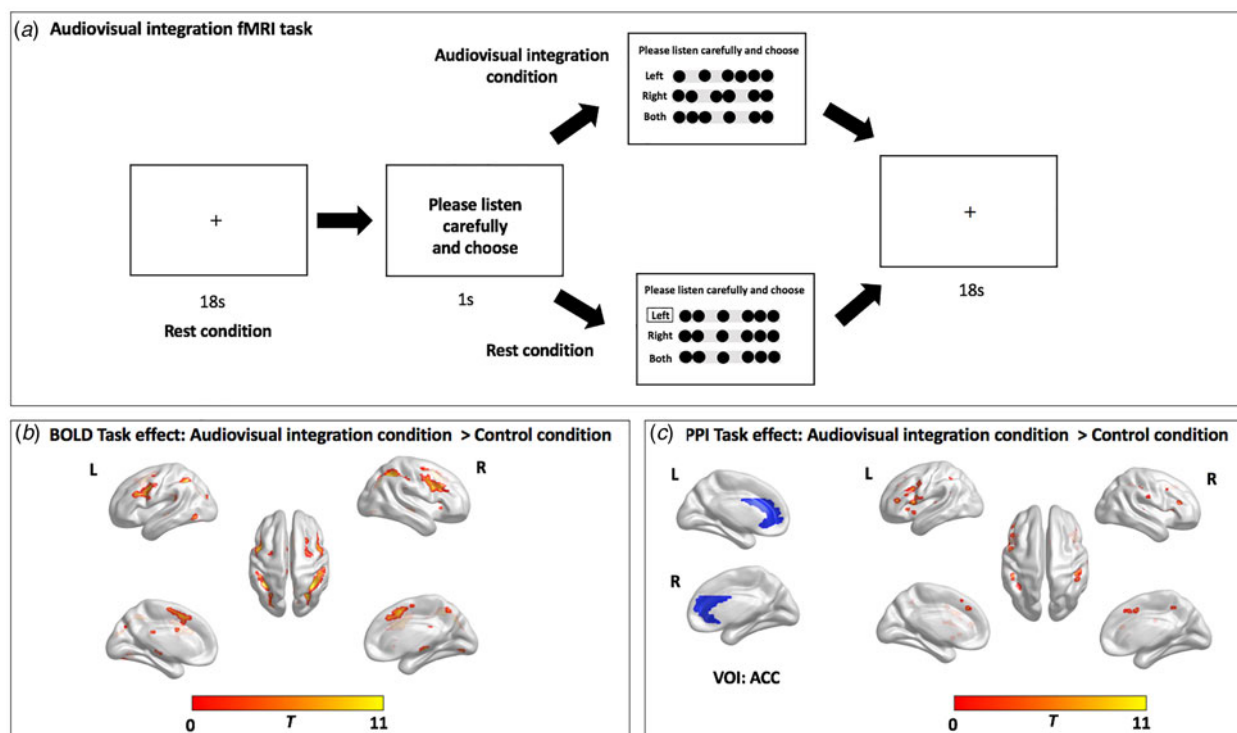 (a) Audiovisual integration fMRI task
Audiovisual integration
condition
Please listen carefully and choose
Left
Right
Both
+
18s
Rest condition
Please listen
carefully
and choose
1s
Rest condition
Please listen carefully and choose
Left
Right
Both
+
18s
(b) BOLD Task effect: Audiovisual integration condition > Control condition
L
R
0 T 11
(c) PPI Task effect: Audiovisual integration condition > Control condition
L
R
VOI: ACC
L
R
0 T 11